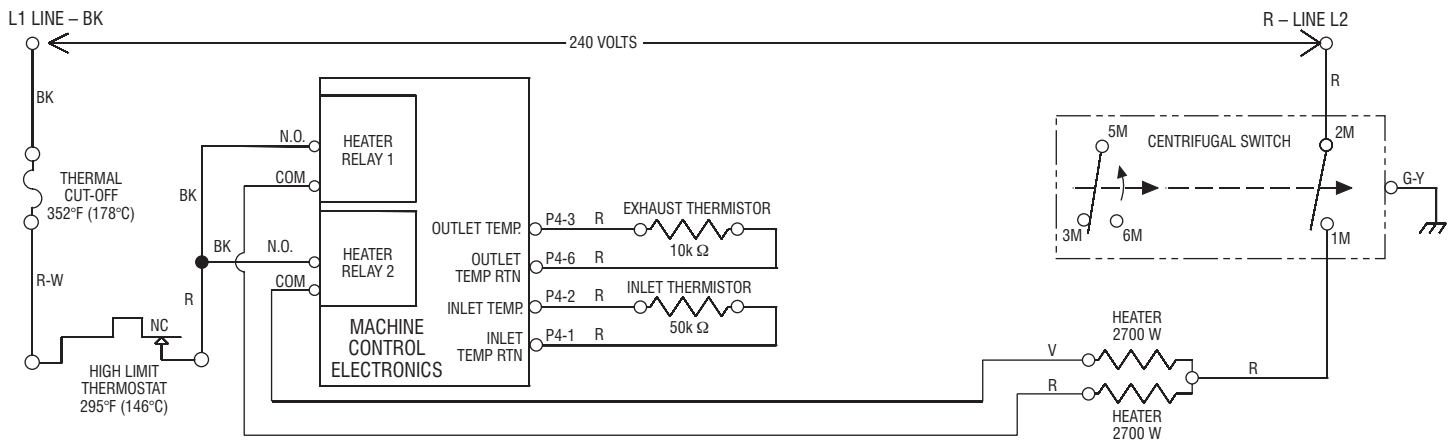 L1 LINE – BK
R – LINE L2
240 VOLTS
BK
R
THERMAL
CUT-OFF
352°F (178°C)
R-W
NC
HIGH LIMIT
THERMOSTAT
295°F (146°C)
R
BK
BK
N.O.
COM
HEATER
RELAY 1
N.O.
COM
HEATER
RELAY 2
MACHINE
CONTROL
ELECTRONICS
OUTLET TEMP.
OUTLET
TEMP RTN
INLET TEMP.
INLET
TEMP RTN
P4-3 R
EXHAUST THERMISTOR
10k Ω
P4-6 R
P4-2 R
INLET THERMISTOR
50k Ω
P4-1 R
CENTRIFUGAL SWITCH
5M
2M
3M
6M
1M
G-Y
HEATER
2700 W
V
R
R
HEATER
2700 W